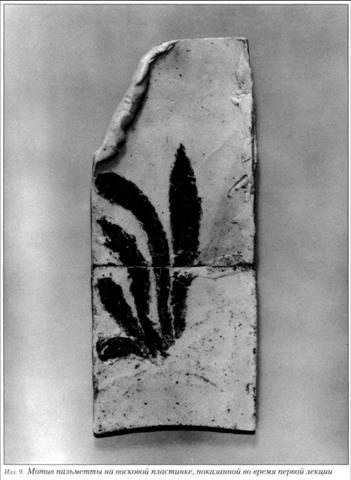 Илл. 9. Мотив пальметты на восковой пластинке, показанной во время первой лекции